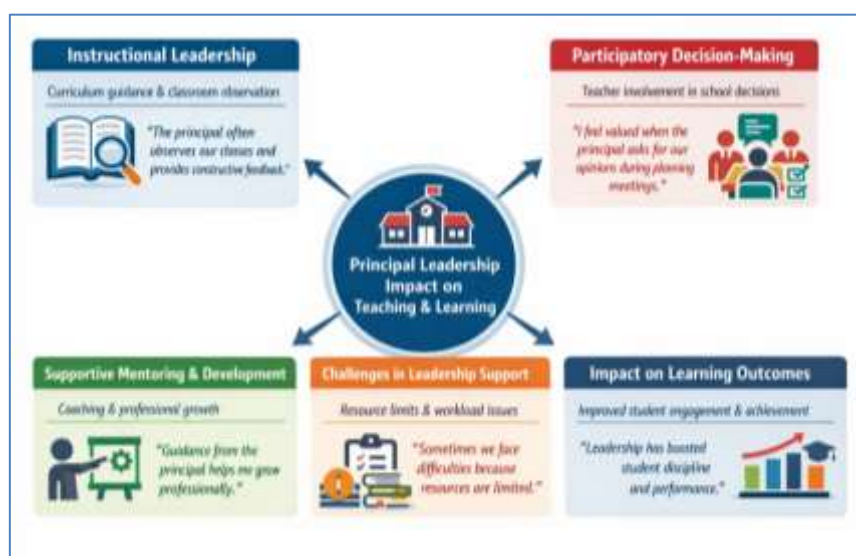 Instructional Leadership
Curriculum guidance & classroom observation
"The principal often
observes our classes and
provides constructive feedback."
Participatory Decision-Making
Teacher involvement in school decisions
"I feel valued when the
principal asks for our
opinions during planning
meetings."
Principal Leadership
Impact on
Teaching & Learning
Supportive Mentoring & Development
Coaching & professional growth
"Guidance from the
principal helps me grow
professionally."
Challenges in Leadership Support
Resource limits & workload issues
"Sometimes we face
difficulties because
resources are limited."
Impact on Learning Outcomes
Improved student engagement & achievement
"Leadership has boosted
student discipline
and performance."